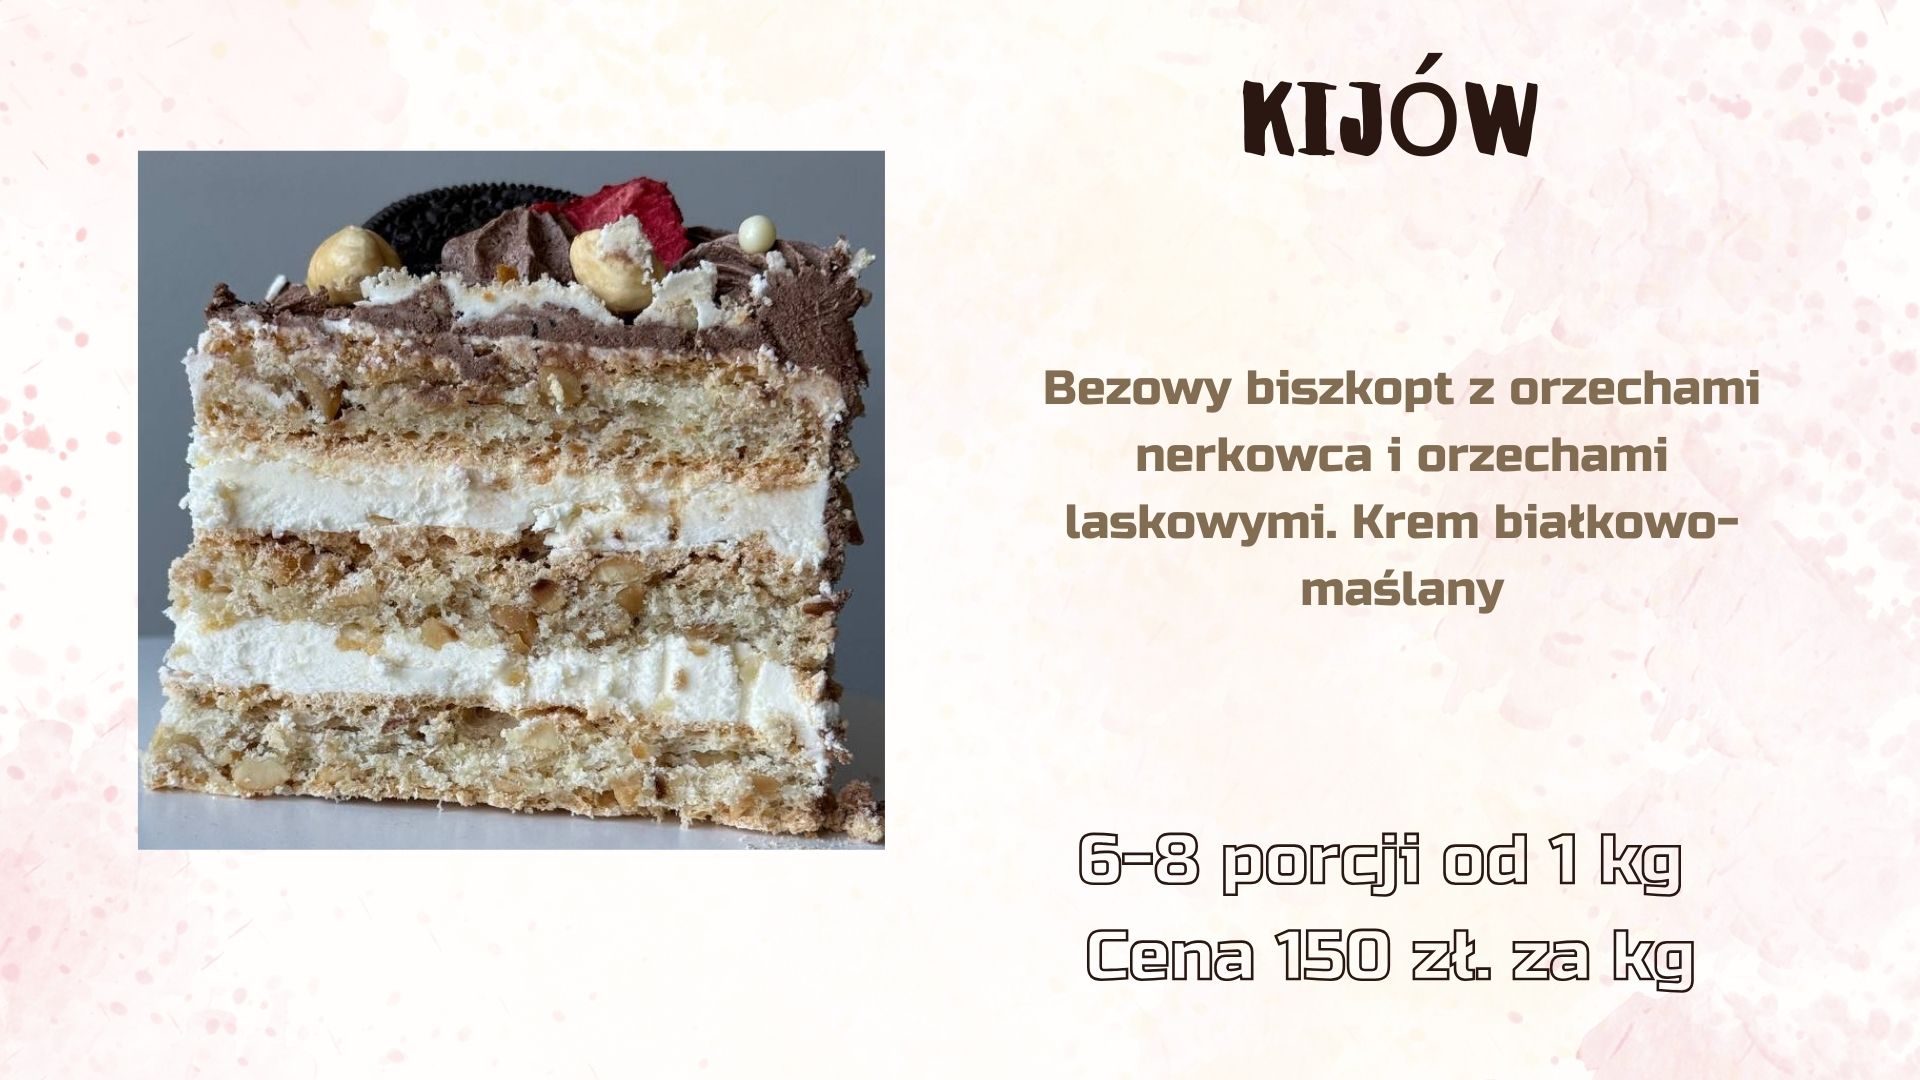 KIJÓW
Bezowy biszkopt z orzechami
nerkowca i orzechami
laskowymi. Krem białkowo-
maślany
6-8 porcji od 1 kg
Cena 150 zł. za kg